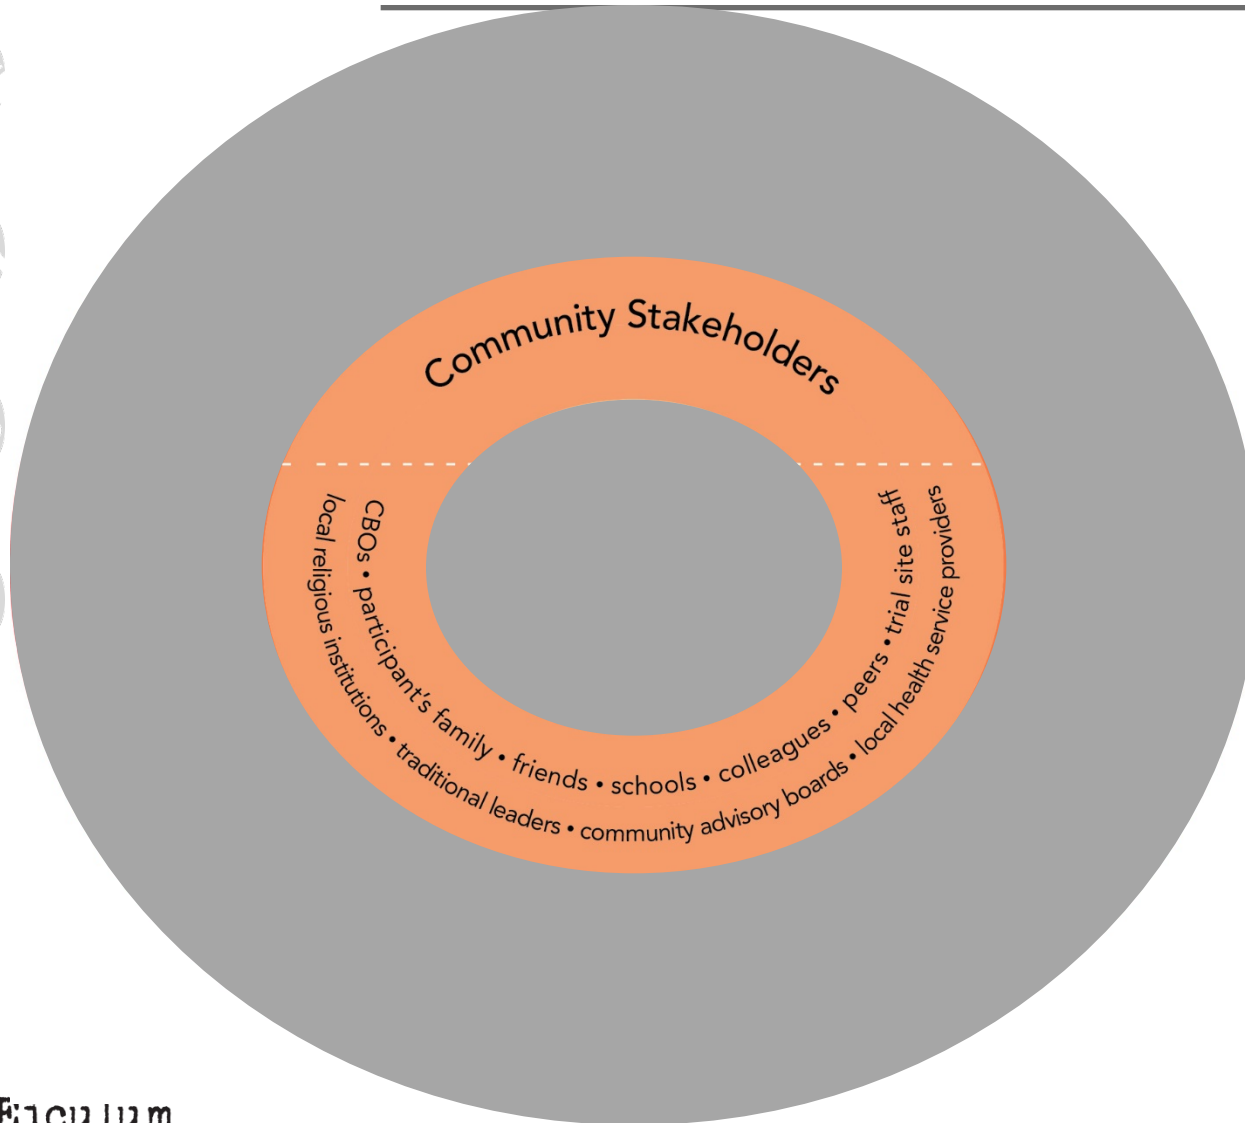 Community Stakeholders
CBOs • participant’s family • friends • schools • colleagues • peers • trial site staff
local religious institutions • traditional leaders • community advisory boards • local health service providers